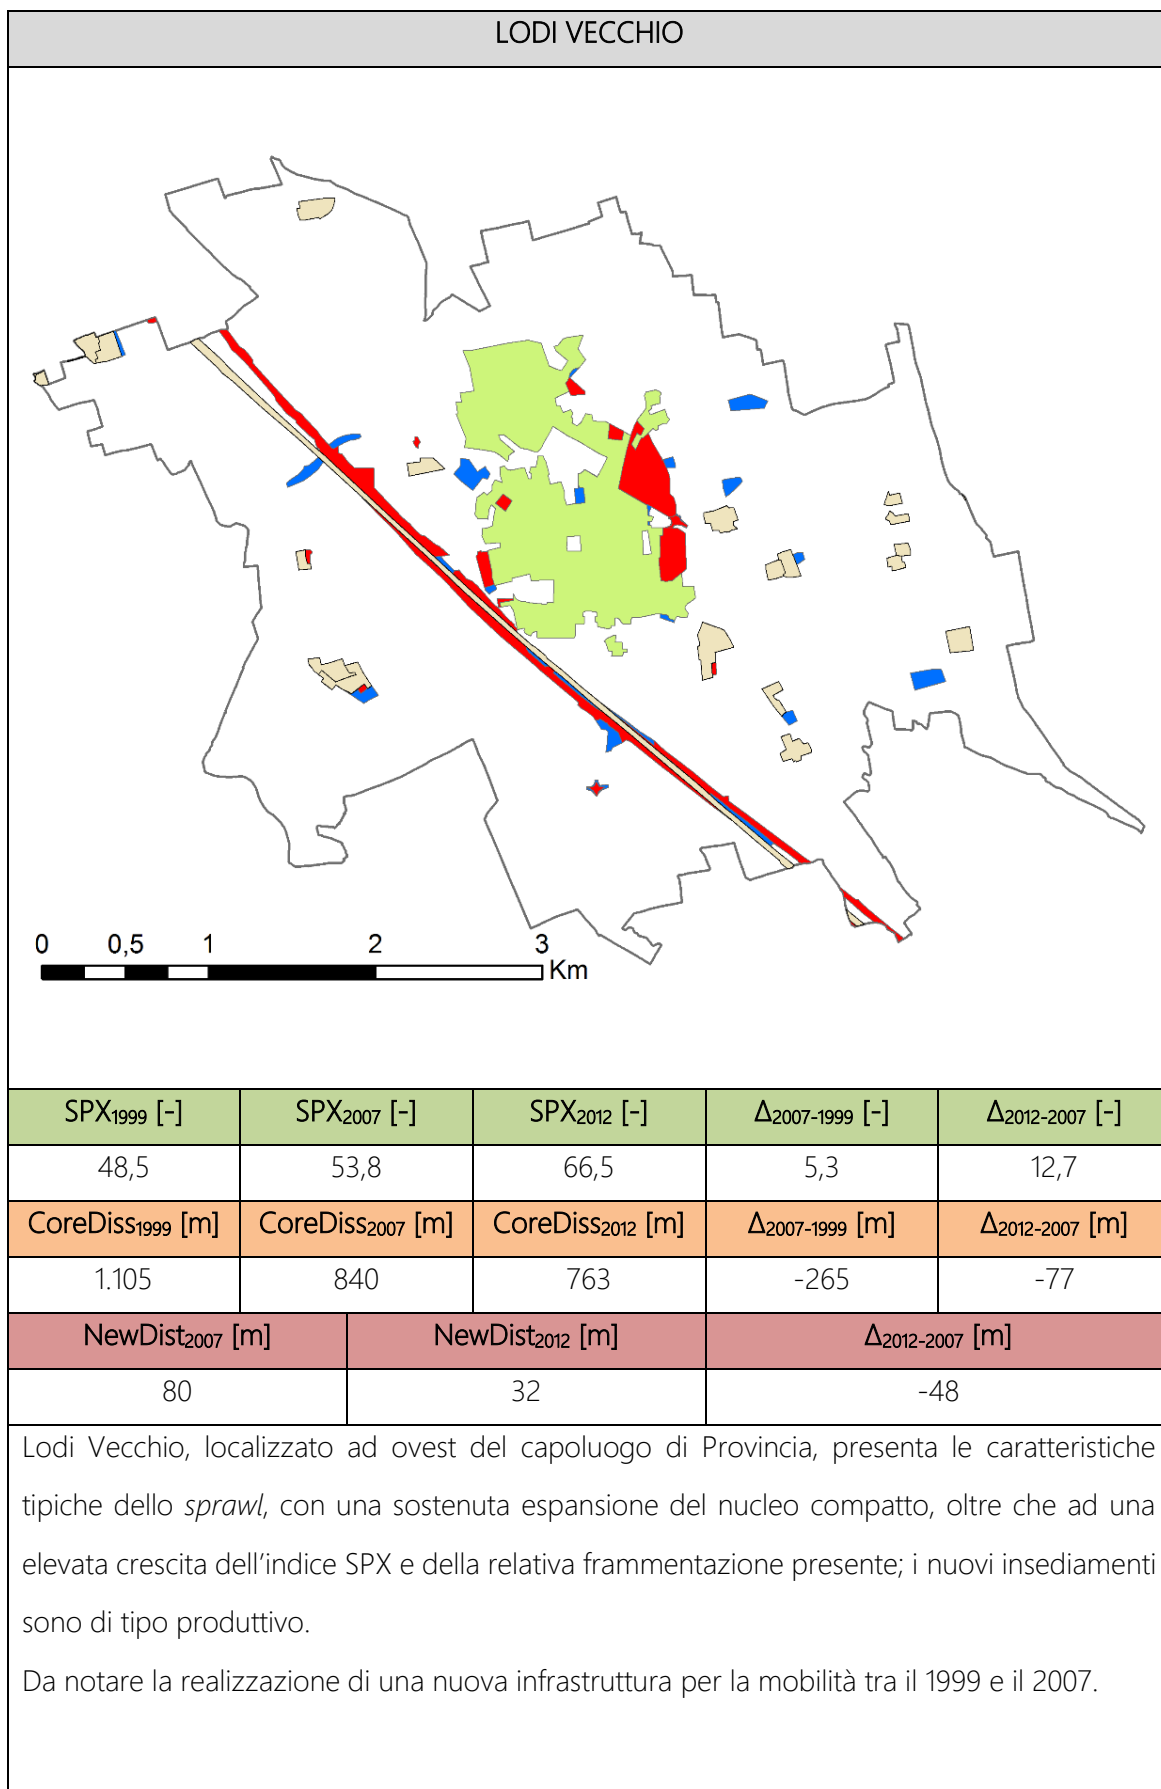 LODI VECCHIO
0 0,5 1 2 3
Km
SPX1999 [-] SPX2007 [-] SPX2012 [-] Δ2007-1999 [-] Δ2012-2007 [-]
48,5 53,8 66,5 5,3 12,7
CoreDiss1999 [m] CoreDiss2007 [m] CoreDiss2012 [m] Δ2007-1999 [m] Δ2012-2007 [m]
1.105 840 763 -265 -77
NewDist2007 [m] NewDist2012 [m] Δ2012-2007 [m]
80 32 -48
Lodi Vecchio, localizzato ad ovest del capoluogo di Provincia, presenta le caratteristiche
tipiche dello sprawl, con una sostenuta espansione del nucleo compatto, oltre che ad una
elevata crescita dell'indice SPX e della relativa frammentazione presente; i nuovi insediamenti
sono di tipo produttivo.
Da notare la realizzazione di una nuova infrastruttura per la mobilità tra il 1999 e il 2007.